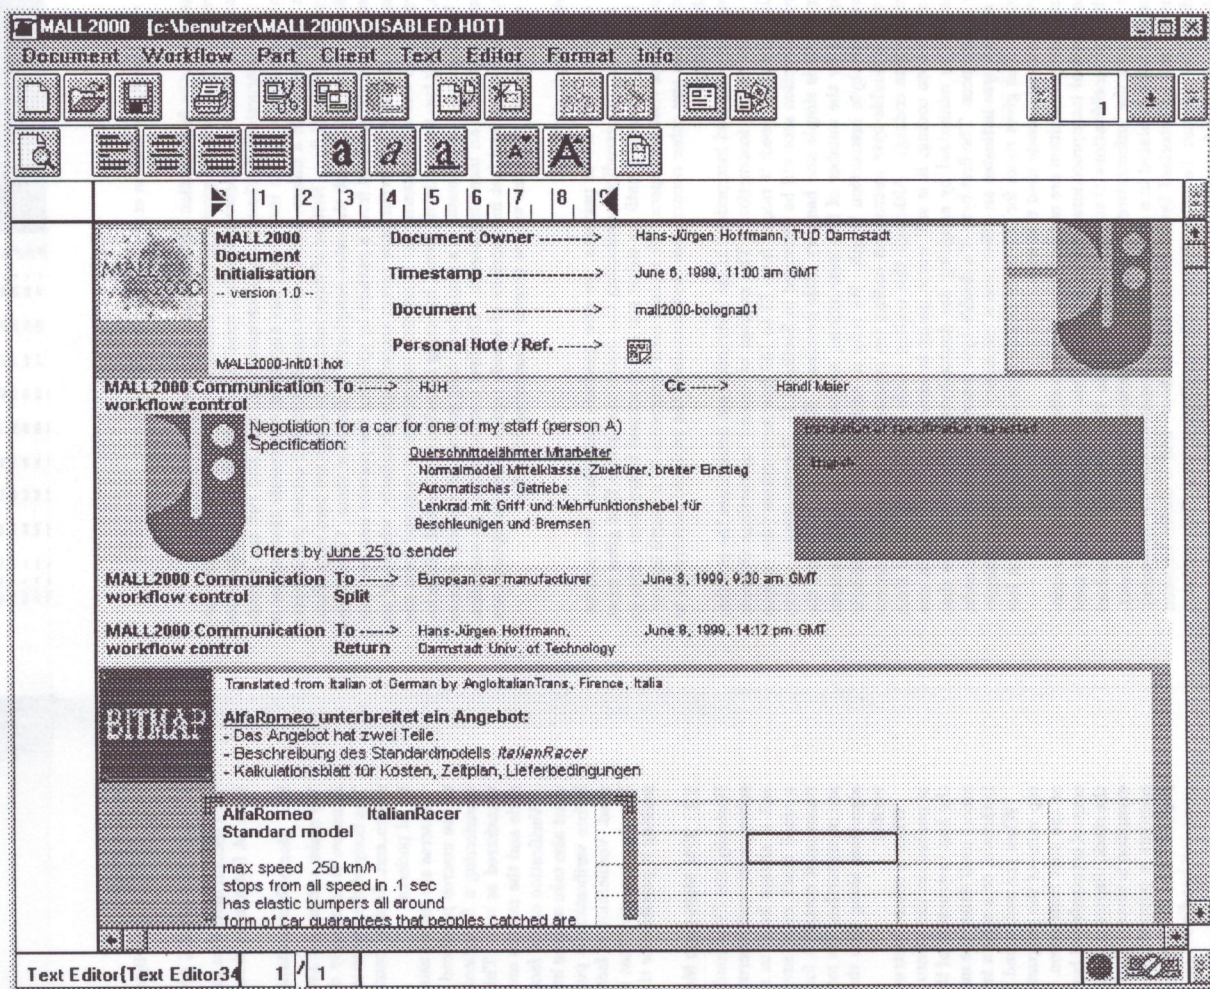 MALL2000 [c:\benutzer\MALL2000\DISABLED.HOT]
Document Workflow Part Client Text Editor Format Info
1
a a a A A
1 2 3 4 5 6 7 8 9
MALL 2000
MALL2000 Document Initialisation
-- version 1.0 --
MALL2000-init01.hot
Document Owner ---------> Hans-Jürgen Hoffmann, TUD Darmstadt
Timestamp ----------------> June 6, 1999, 11:00 am GMT
Document ----------------> mall2000-bologna01
Personal Note / Ref. ------>
MALL2000 Communication To -----> HJH Cc -----> Handl Maier
workflow control
Negotiation for a car for one of my staff (person A)
Specification:
Querschnittgelähmter Mitarbeiter
Normalmodell Mittelklasse, Zweitürer, breiter Einstieg
Automatisches Getriebe
Lenkrad mit Griff und Mehrfunktionshebel für
Beschleunigen und Bremsen
Offers by June 25 to sender
translation of specification requested
English
MALL2000 Communication To -----> European car manufactiurer June 8, 1999, 9:30 am GMT
workflow control Split
MALL2000 Communication To -----> Hans-Jürgen Hoffmann, June 8, 1999, 14:12 pm GMT
workflow control Return Darmstadt Univ. of Technology
BITMAP
Translated from Italian ot German by AngloItalianTrans, Firence, Italia
AlfaRomeo unterbreitet ein Angebot:
- Das Angebot hat zwei Teile.
- Beschreibung des Standardmodells ItalianRacer
- Kalkulationsblatt für Kosten, Zeitplan, Lieferbedingungen
AlfaRomeo ItalianRacer
Standard model
max speed 250 km/h
stops from all speed in .1 sec
has elastic bumpers all around
form of car guarantees that peoples catched are
Text Editor{Text Editor34 1 / 1